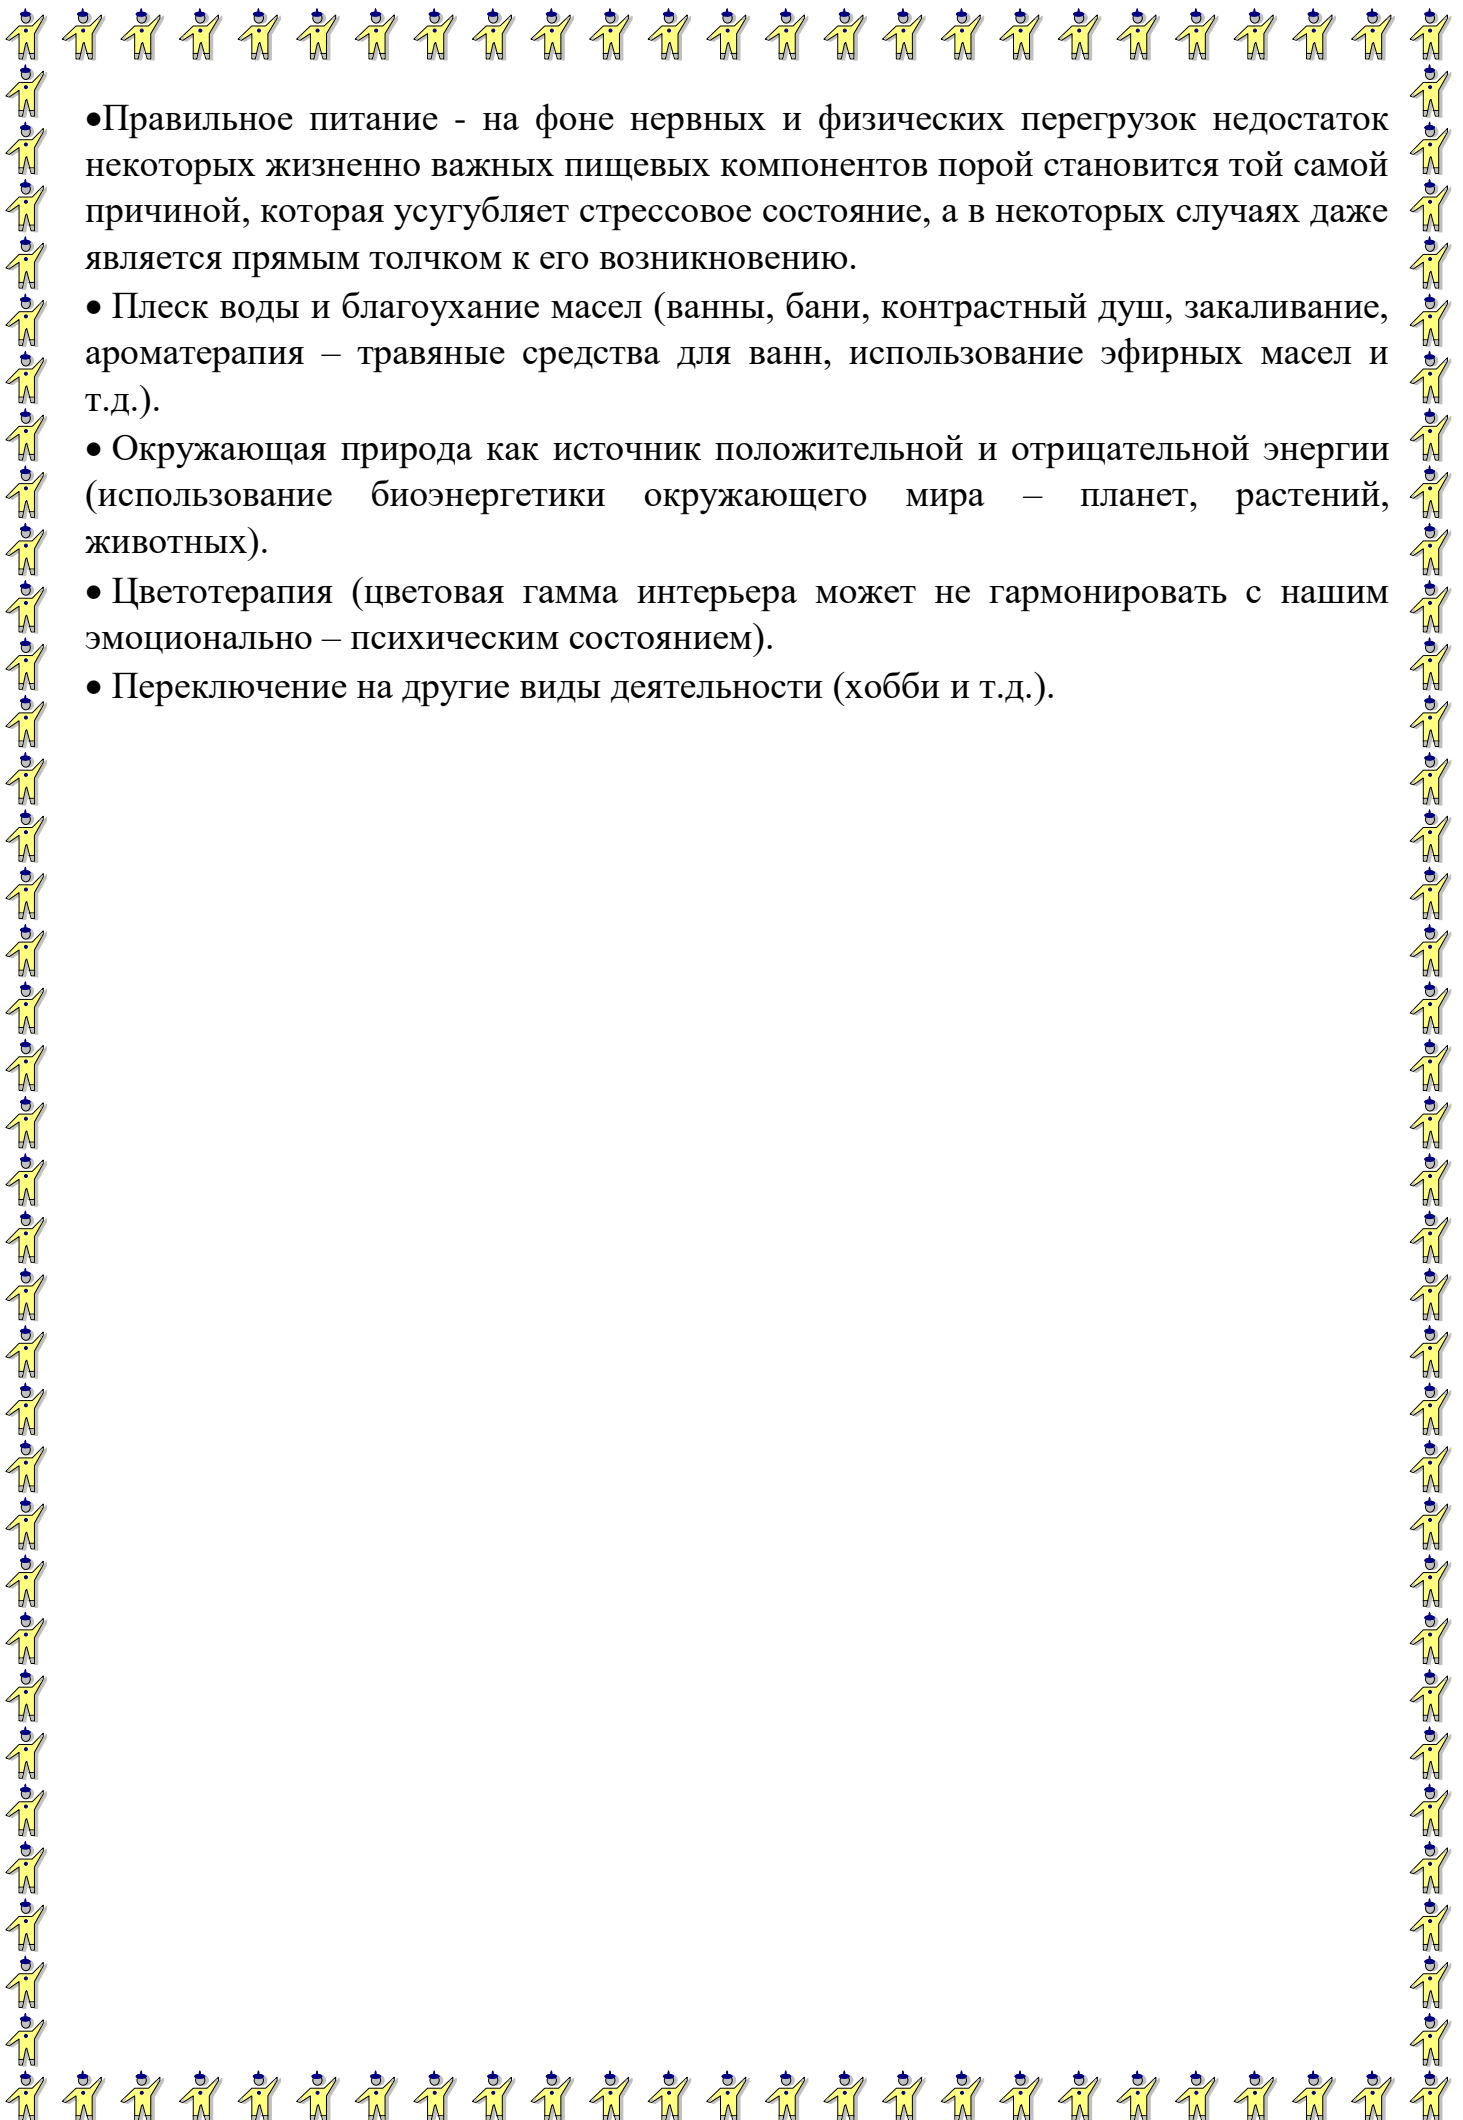 •Правильное питание - на фоне нервных и физических перегрузок недостаток
некоторых жизненно важных пищевых компонентов порой становится той самой
причиной, которая усугубляет стрессовое состояние, а в некоторых случаях даже
является прямым толчком к его возникновению.
• Плеск воды и благоухание масел (ванны, бани, контрастный душ, закаливание,
ароматерапия – травяные средства для ванн, использование эфирных масел и
т.д.).
• Окружающая природа как источник положительной и отрицательной энергии
(использование биоэнергетики окружающего мира – планет, растений,
животных).
• Цветотерапия (цветовая гамма интерьера может не гармонировать с нашим
эмоционально – психическим состоянием).
• Переключение на другие виды деятельности (хобби и т.д.).